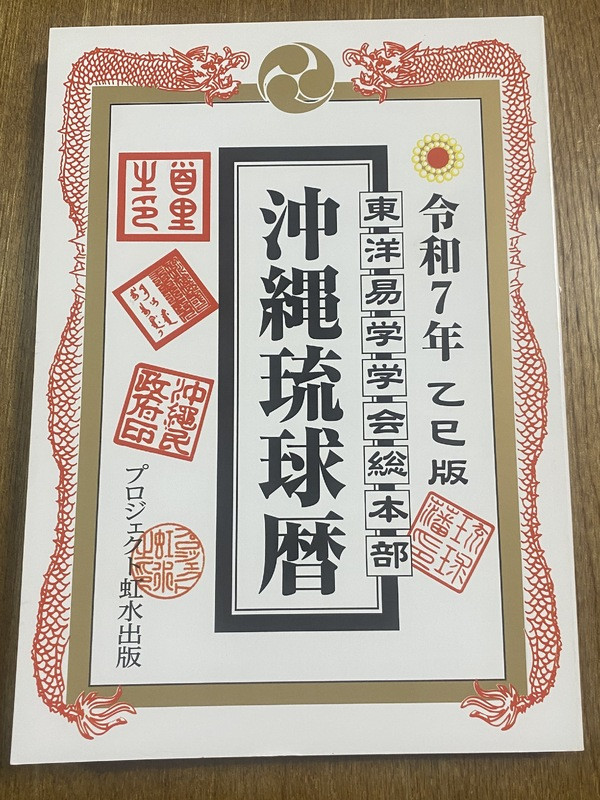 令和7年 乙巳版
東洋易学学会総本部
沖縄琉球暦
首里之印
沖縄民政府印
琉球藩印
プロジェクト虹水出版